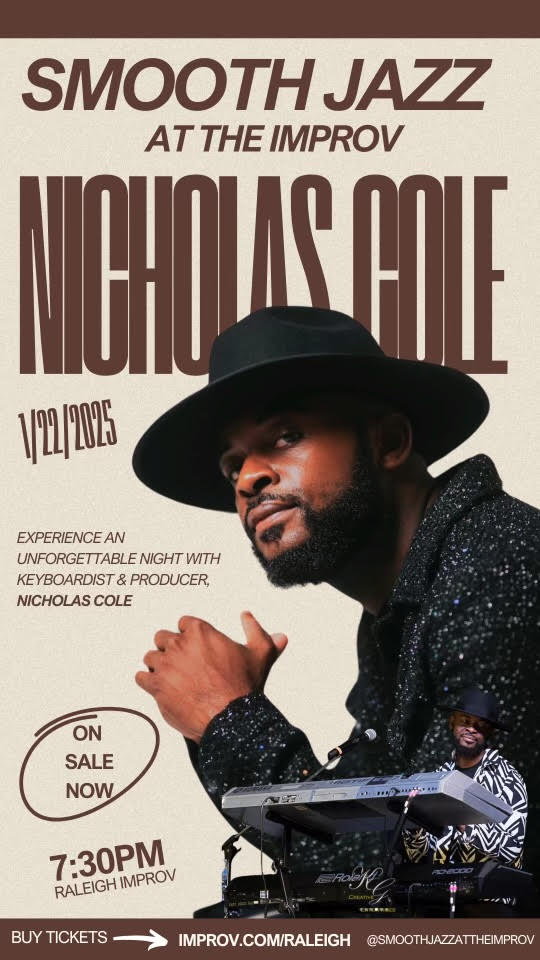 SMOOTH JAZZ
AT THE IMPROV
NICHOLAS COLE
1/22/2025
EXPERIENCE AN
UNFORGETTABLE NIGHT WITH
KEYBOARDIST & PRODUCER,
NICHOLAS COLE
ON
SALE
NOW
7:30PM
RALEIGH IMPROV
BUY TICKETS
IMPROV.COM/RALEIGH
@SMOOTHJAZZATTHEIMPROV